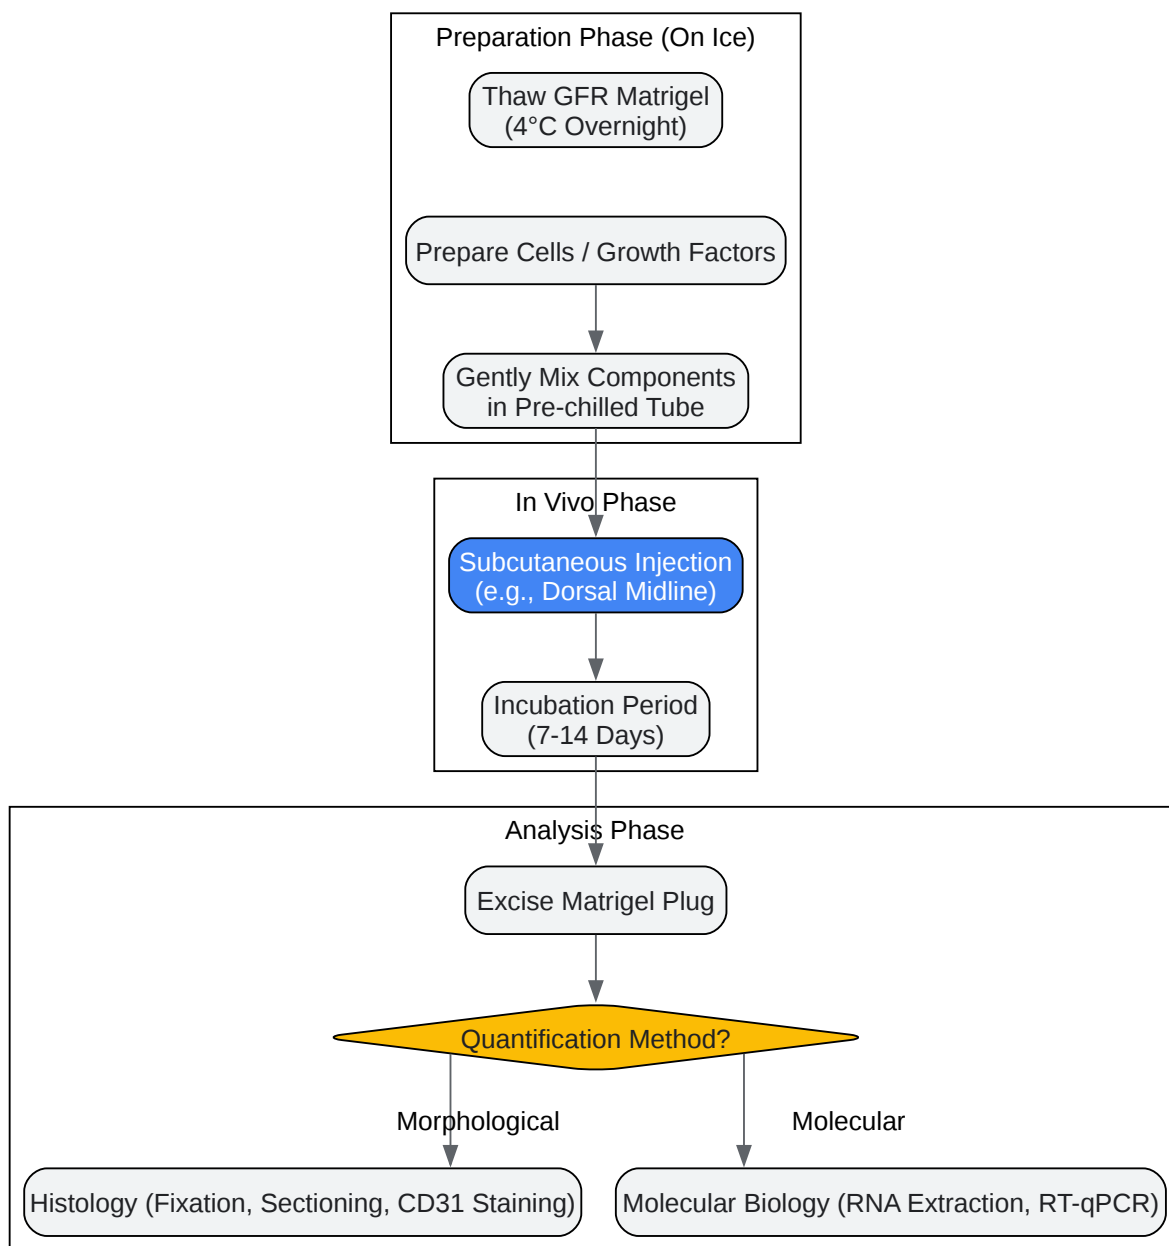 Preparation Phase (On Ice)
Thaw GFR Matrigel
(4°C Overnight)
Prepare Cells / Growth Factors
Gently Mix Components
in Pre-chilled Tube
In Vivo Phase
Subcutaneous Injection
(e.g., Dorsal Midline)
Incubation Period
(7-14 Days)
Analysis Phase
Excise Matrigel Plug
Quantification Method?
Morphological
Molecular
Histology (Fixation, Sectioning, CD31 Staining)
Molecular Biology (RNA Extraction, RT-qPCR)